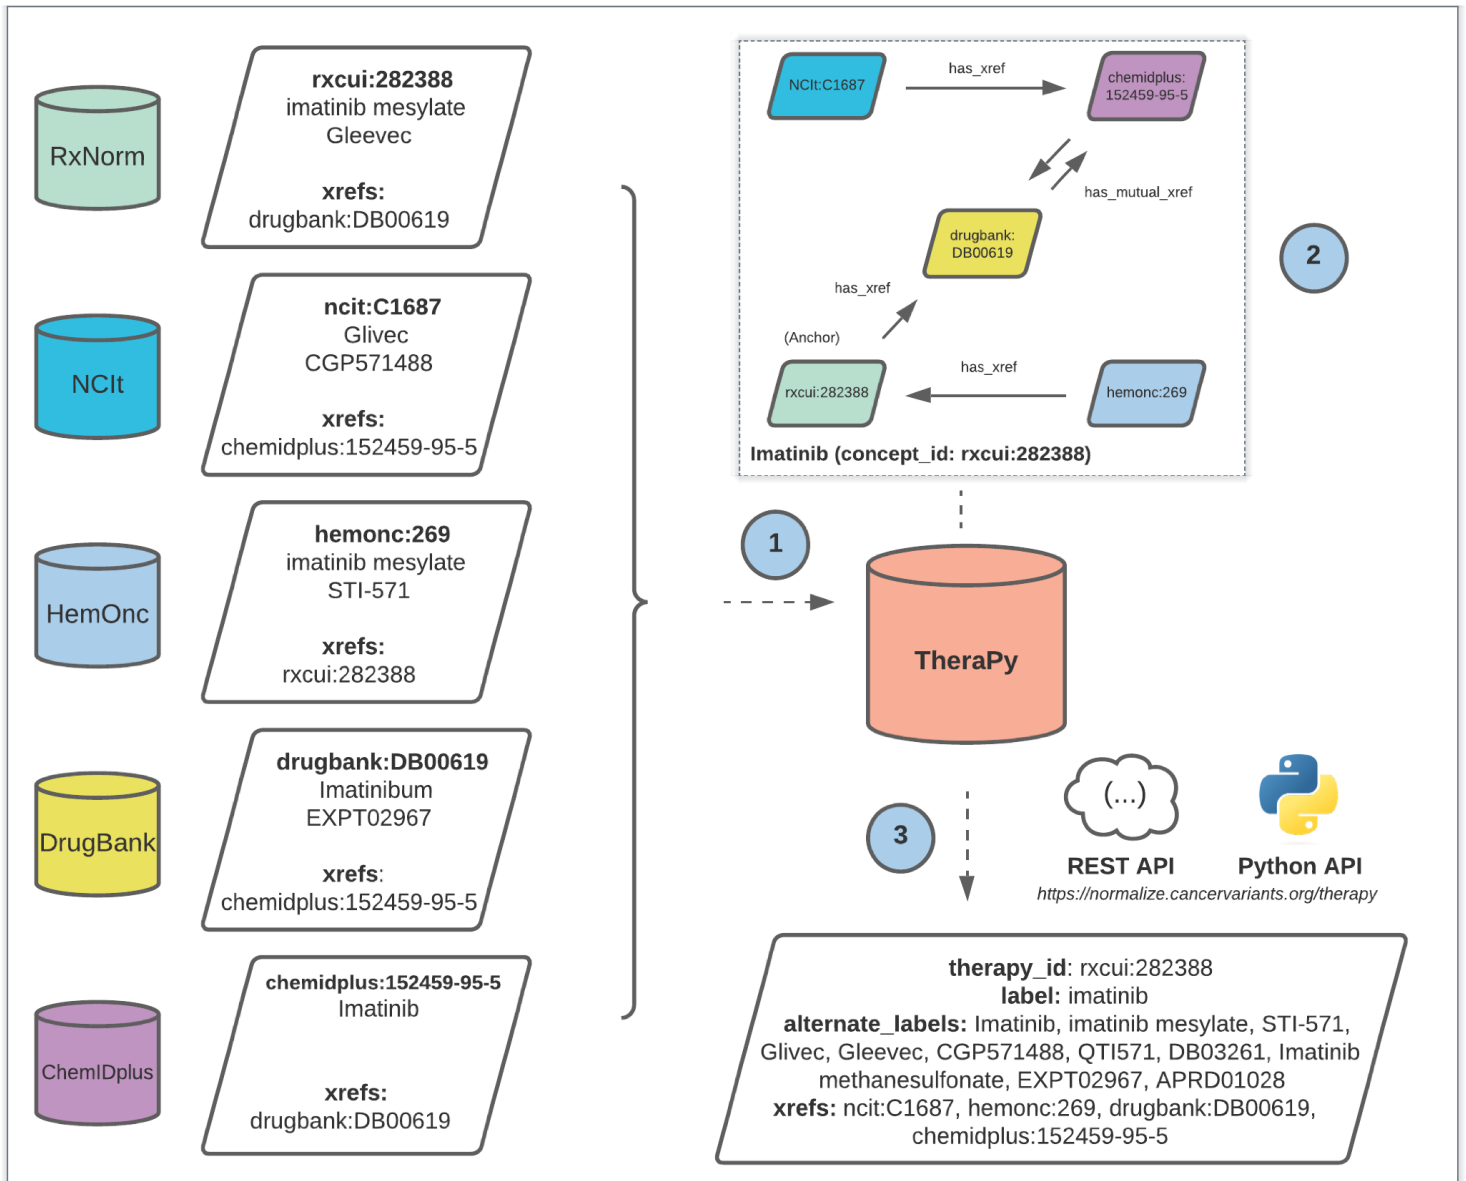 RxNorm
rxcui:282388
imatinib mesylate
Gleevec
xrefs:
drugbank:DB00619
NCIt
ncit:C1687
Glivec
CGP571488
xrefs:
chemidplus:152459-95-5
HemOnc
hemonc:269
imatinib mesylate
STI-571
xrefs:
rxcui:282388
DrugBank
drugbank:DB00619
Imatinibum
EXPT02967
xrefs:
chemidplus:152459-95-5
ChemIDplus
chemidplus:152459-95-5
Imatinib
xrefs:
drugbank:DB00619
1
NCIt:C1687
has_xref
chemidplus:
152459-95-5
has_mutual_xref
drugbank:
DB00619
has_xref
(Anchor)
rxcui:282388
has_xref
hemonc:269
Imatinib (concept_id: rxcui:282388)
2
TheraPy
3
(...)
REST API
Python API
https://normalize.cancervariants.org/therapy
therapy_id: rxcui:282388
label: imatinib
alternate_labels: Imatinib, imatinib mesylate, STI-571,
Glivec, Gleevec, CGP571488, QTI571, DB03261, Imatinib
methanesulfonate, EXPT02967, APRD01028
xrefs: ncit:C1687, hemonc:269, drugbank:DB00619,
chemidplus:152459-95-5